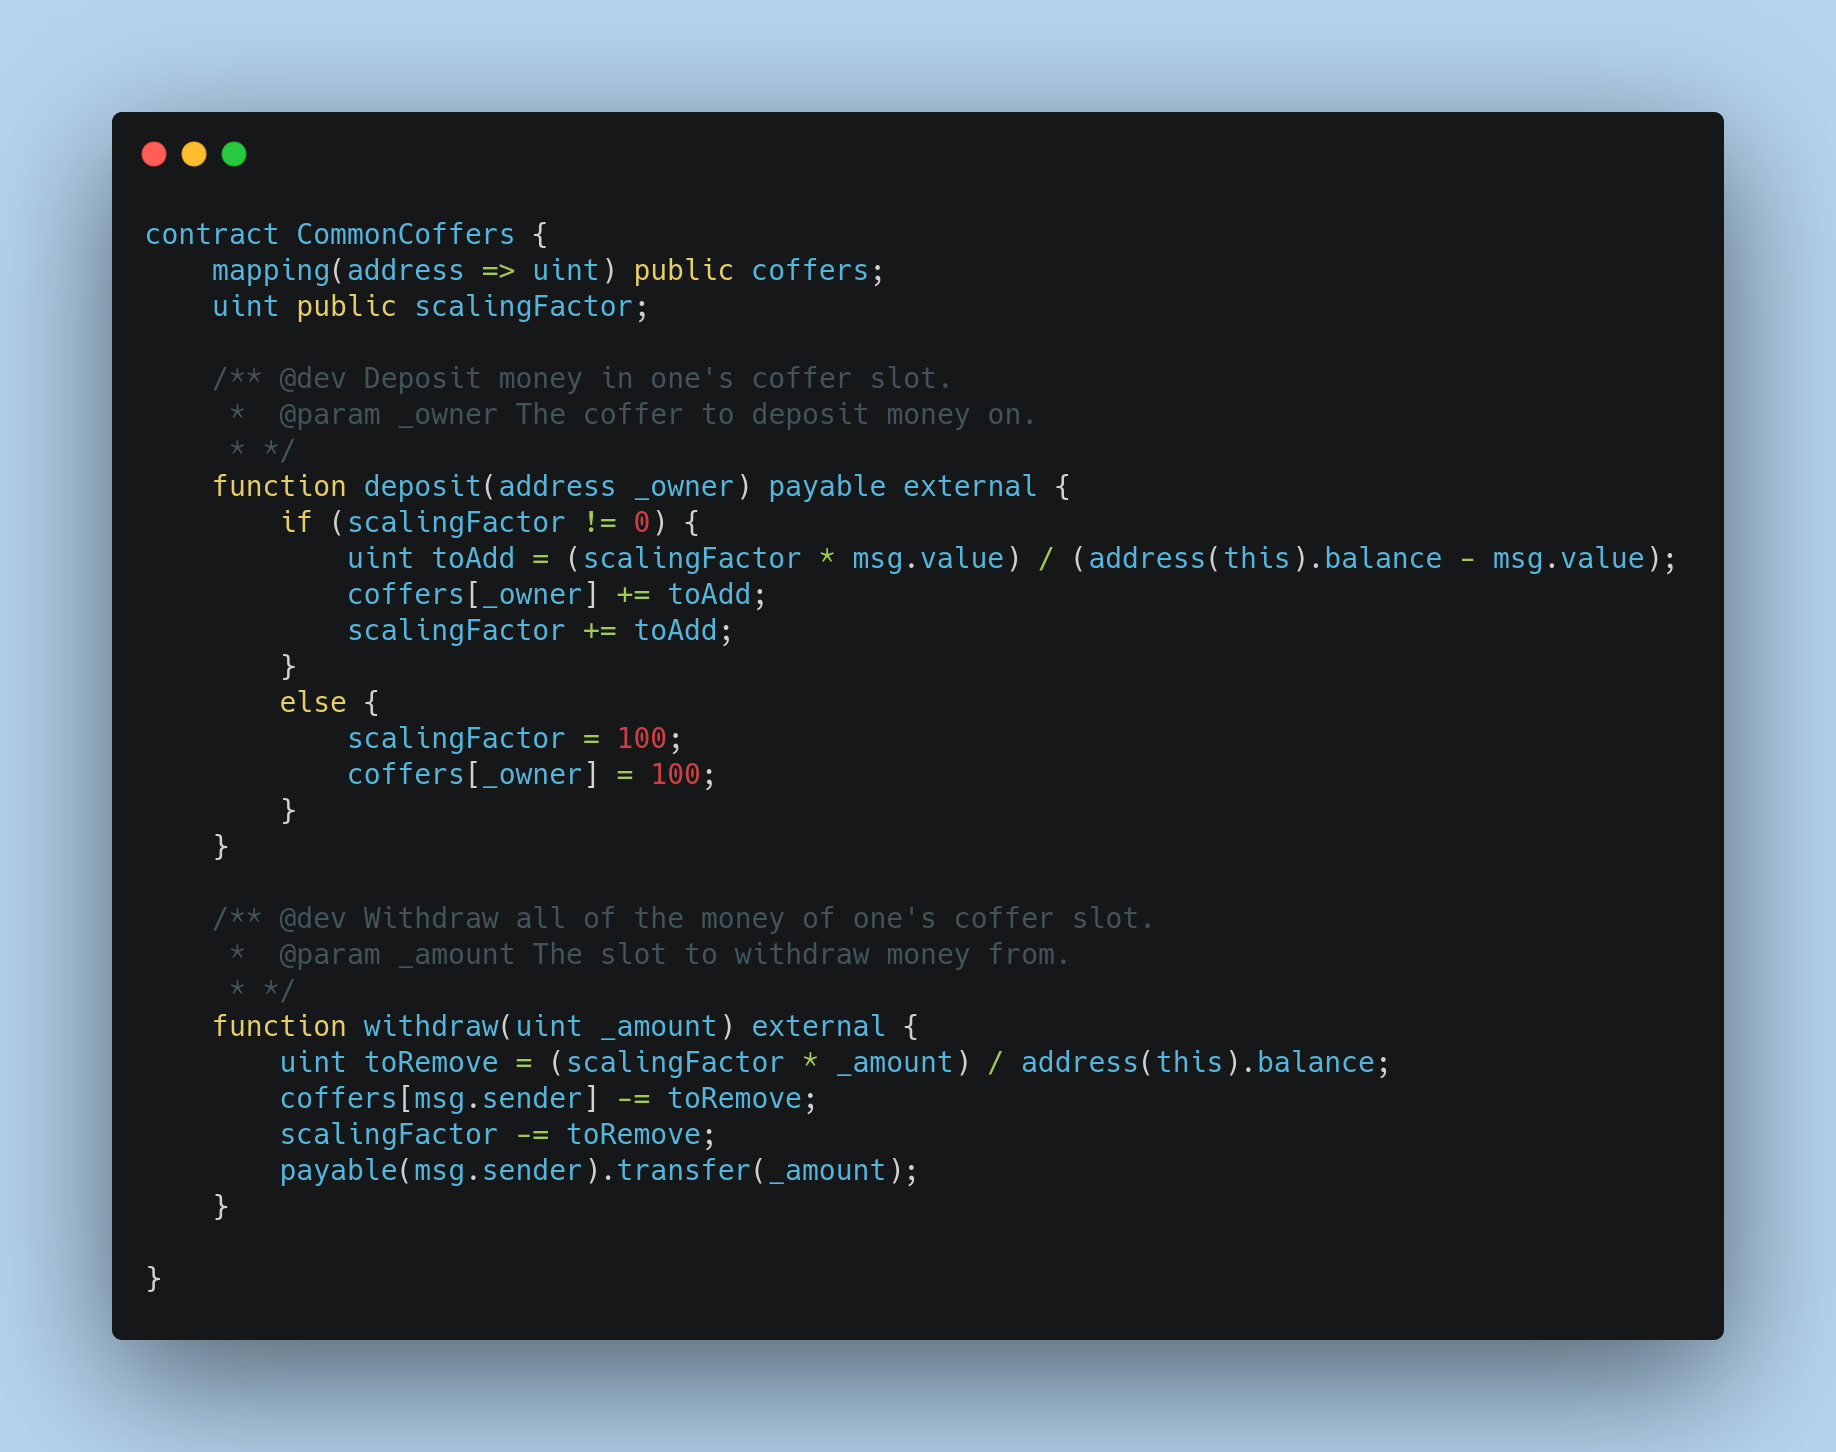 contract CommonCoffers {
    mapping(address => uint) public coffers;
    uint public scalingFactor;

    /** @dev Deposit money in one's coffer slot.
     *  @param _owner The coffer to deposit money on.
     * */
    function deposit(address _owner) payable external {
        if (scalingFactor != 0) {
            uint toAdd = (scalingFactor * msg.value) / (address(this).balance - msg.value);
            coffers[_owner] += toAdd;
            scalingFactor += toAdd;
        }
        else {
            scalingFactor = 100;
            coffers[_owner] = 100;
        }
    }

    /** @dev Withdraw all of the money of one's coffer slot.
     *  @param _amount The slot to withdraw money from.
     * */
    function withdraw(uint _amount) external {
        uint toRemove = (scalingFactor * _amount) / address(this).balance;
        coffers[msg.sender] -= toRemove;
        scalingFactor -= toRemove;
        payable(msg.sender).transfer(_amount);
    }

}